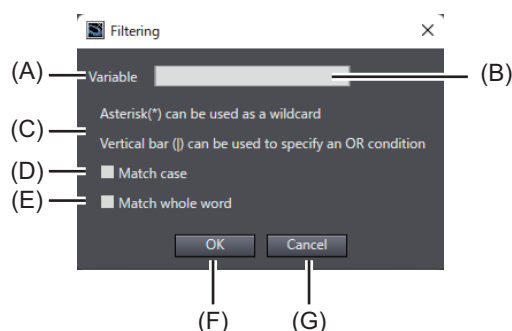 Filtering
(A) Variable (B)
Asterisk(*) can be used as a wildcard
(C)
Vertical bar (|) can be used to specify an OR condition
(D) Match case
(E) Match whole word
OK Cancel
(F) (G)